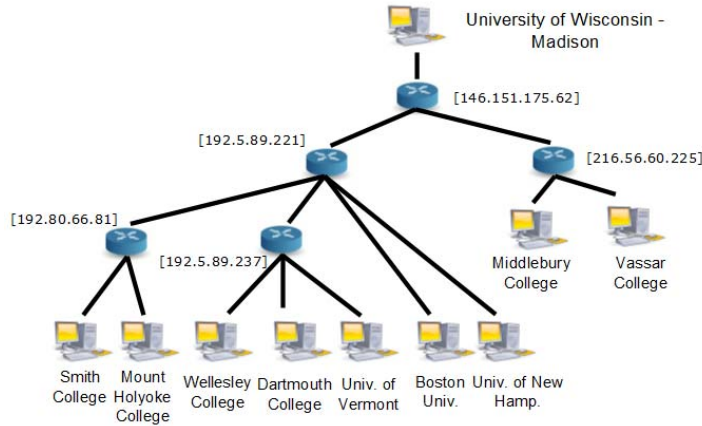 University of Wisconsin -
Madison
[146.151.175.62]
[192.5.89.221]
[216.56.60.225]
[192.80.66.81]
[192.5.89.237]
Middlebury
College
Vassar
College
Smith
College
Mount
Holyoke
College
Wellesley
College
Dartmouth
College
Univ. of
Vermont
Boston
Univ.
Univ. of New
Hamp.